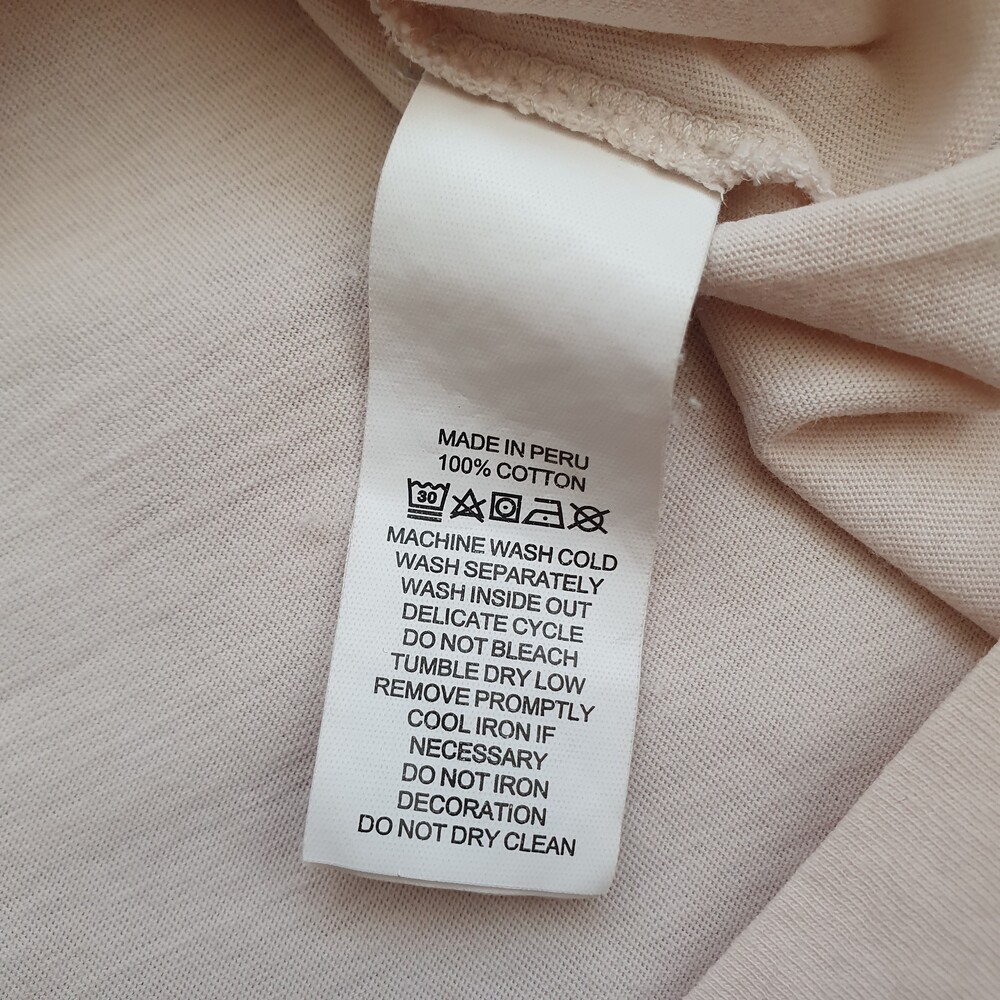 MADE IN PERU
100% COTTON
30
MACHINE WASH COLD
WASH SEPARATELY
WASH INSIDE OUT
DELICATE CYCLE
DO NOT BLEACH
TUMBLE DRY LOW
REMOVE PROMPTLY
COOL IRON IF
NECESSARY
DO NOT IRON
DECORATION
DO NOT DRY CLEAN